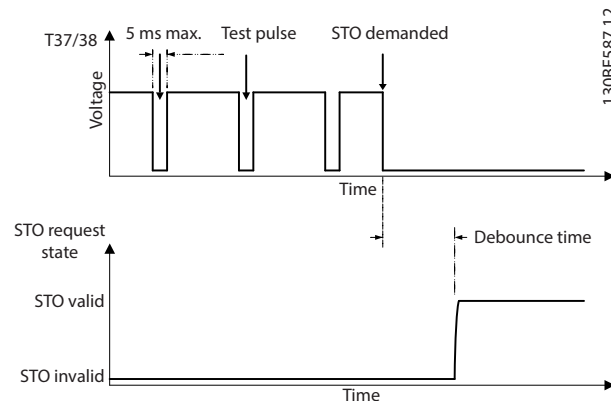 T37/38
5 ms max.
Test pulse
STO demanded
130BF587.12
Voltage
Time
STO request
state
Debounce time
STO valid
STO invalid
Time